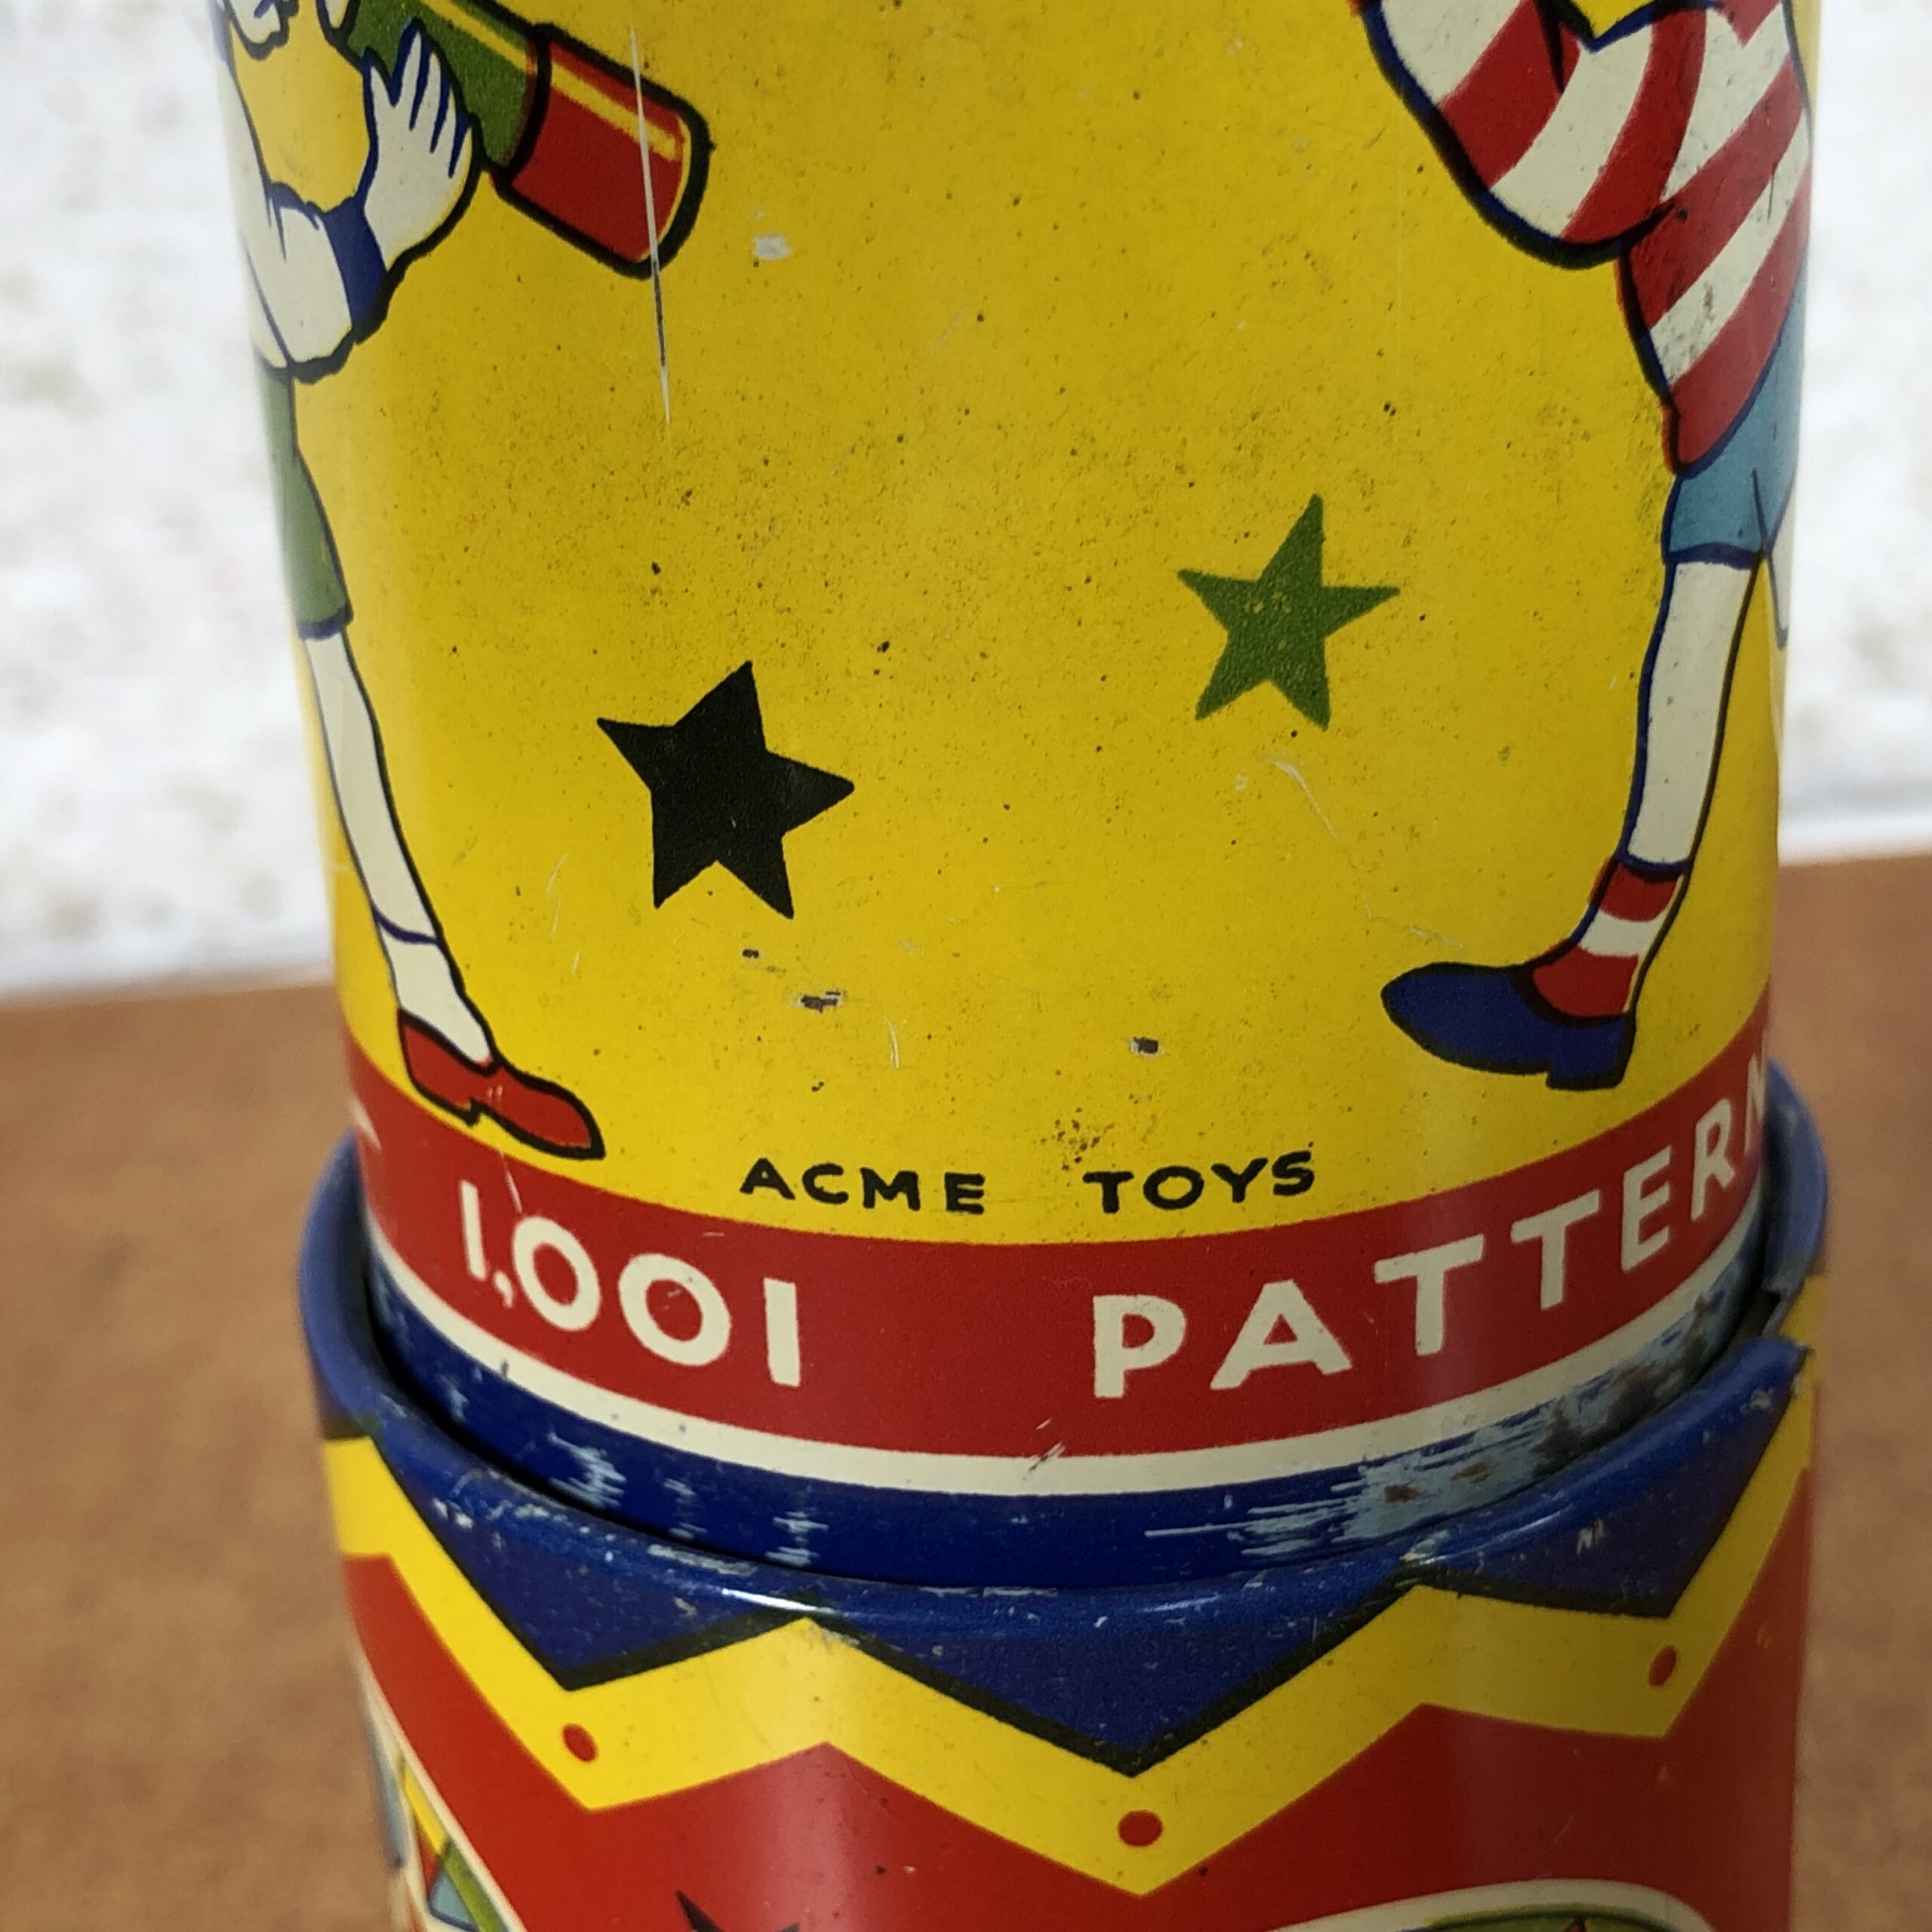 ACME TOYS
1,001 PATTERN